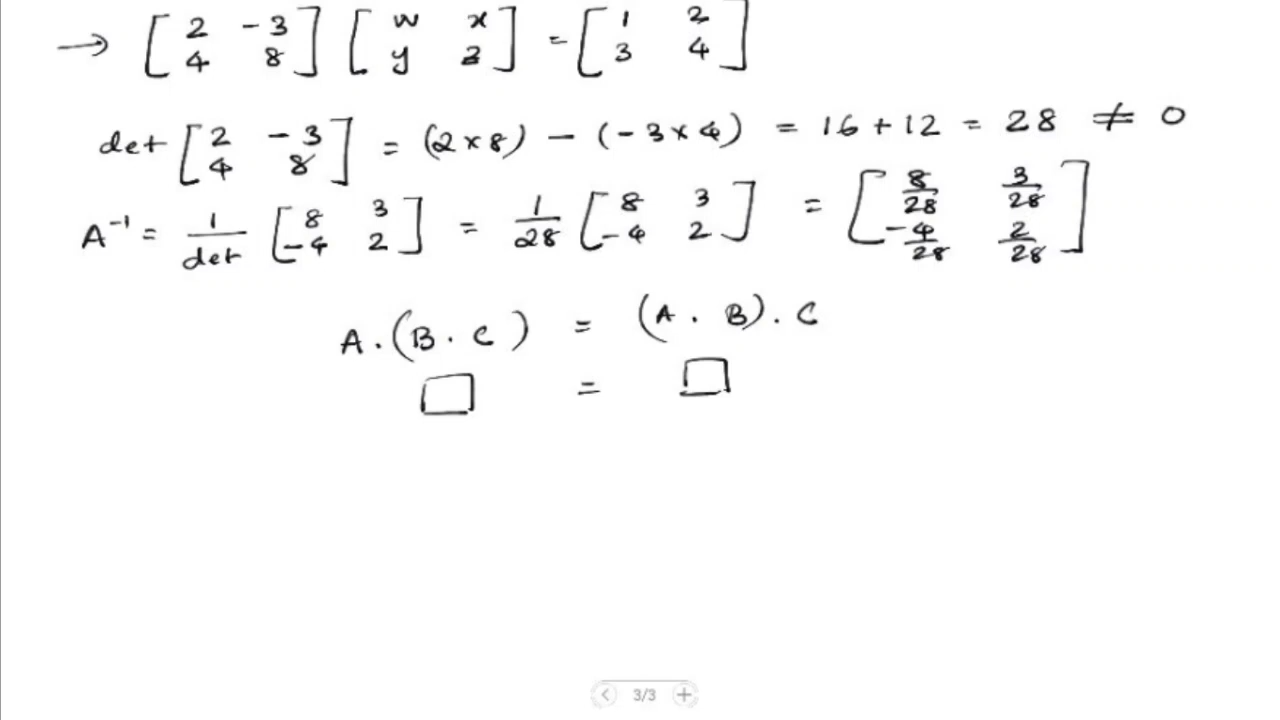 → [2 -3; 4 8] [w x; y z] = [1 2; 3 4]
det [2 -3; 4 8] = (2 x 8) - (-3 x 4) = 16 + 12 = 28 ≠ 0
A⁻¹ = 1/det [8 3; -4 2] = 1/28 [8 3; -4 2] = [8/28 3/28; -4/28 2/28]
A . (B . C) = (A . B) . C
□ = □
3/3